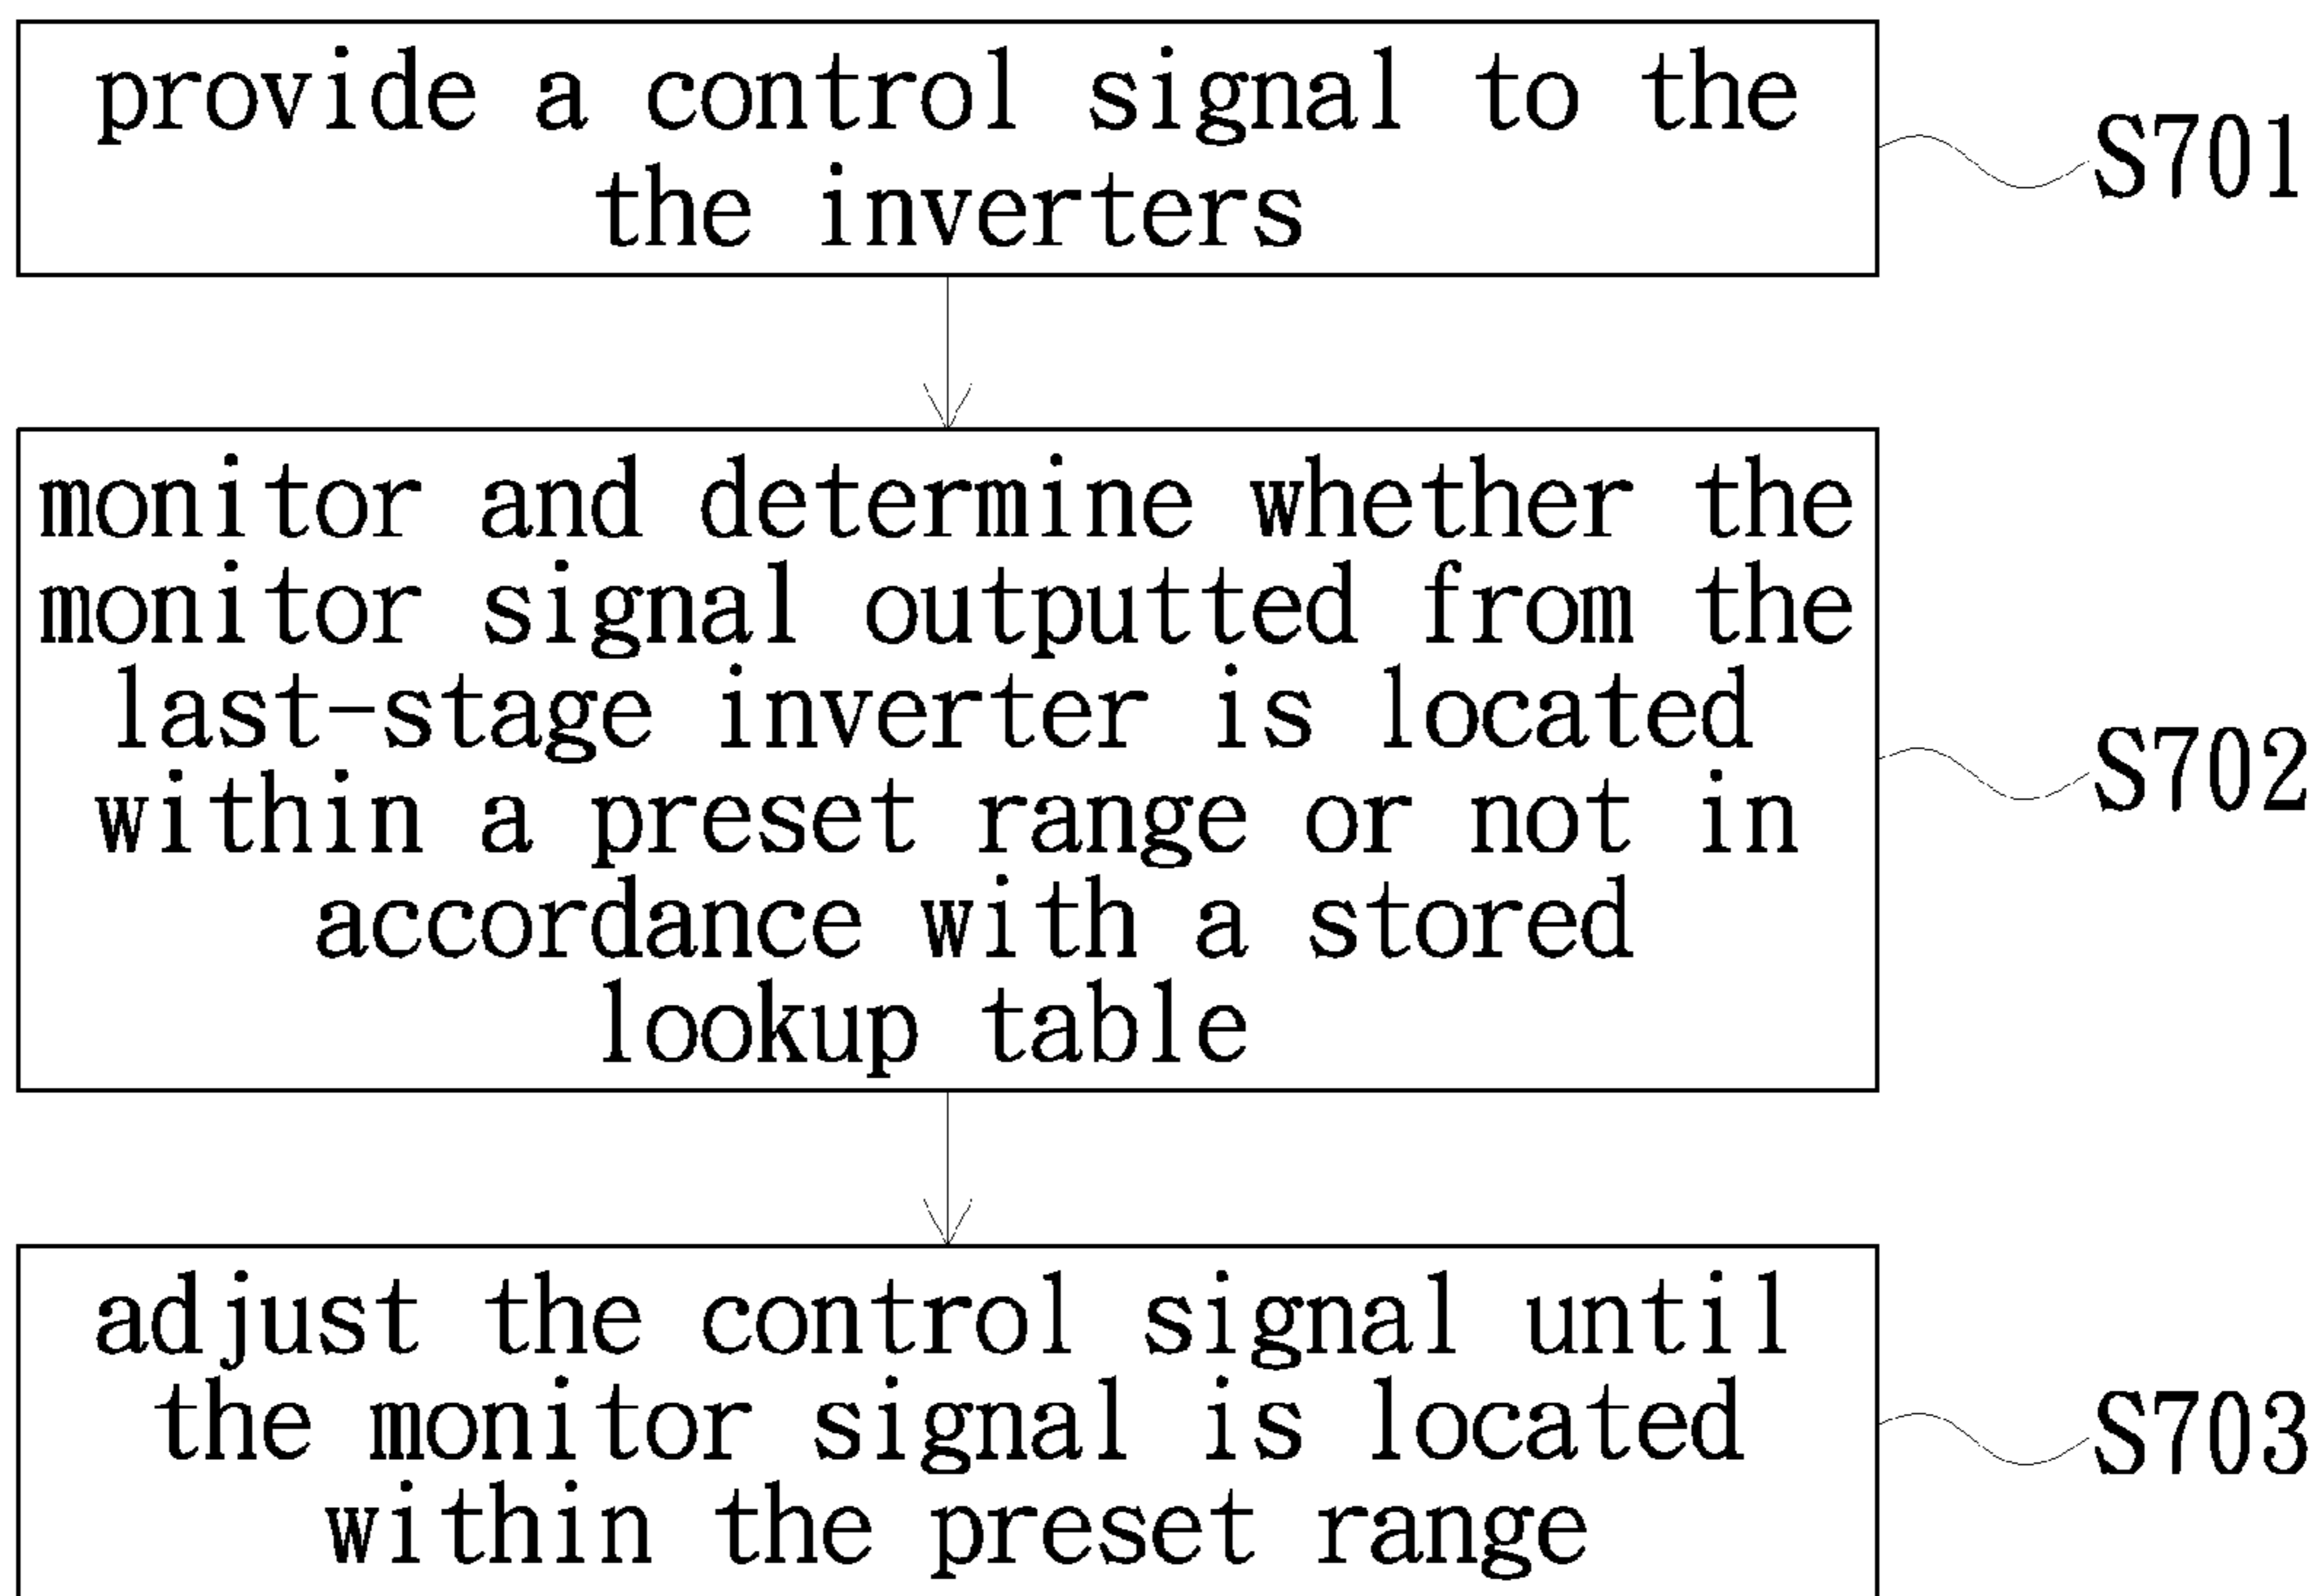 provide a control signal to the
the inverters
S701
monitor and determine whether the
monitor signal outputted from the
last-stage inverter is located
within a preset range or not in
accordance with a stored
lookup table
S702
adjust the control signal until
the monitor signal is located
within the preset range
S703